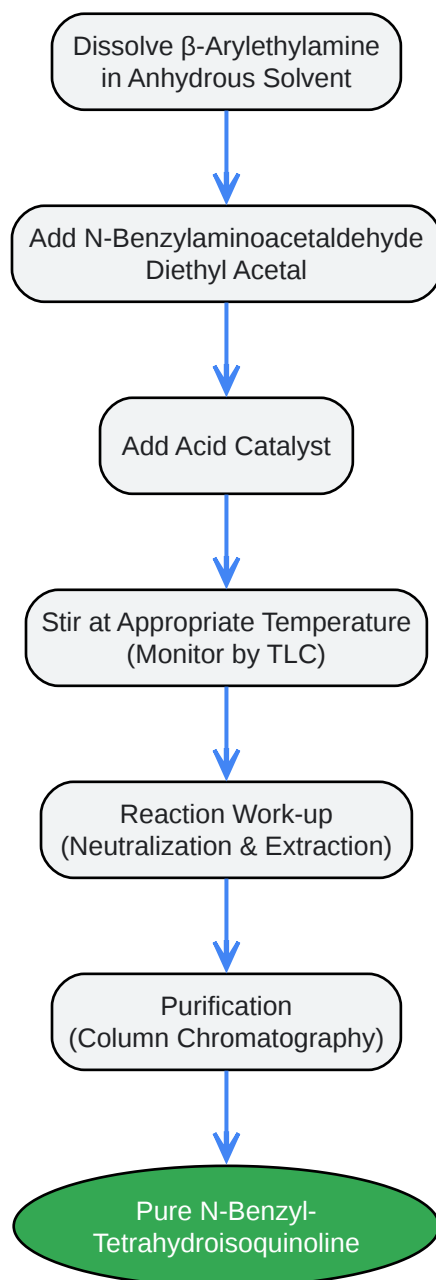 Dissolve β-Arylethylamine
in Anhydrous Solvent
Add N-Benzylaminoacetaldehyde
Diethyl Acetal
Add Acid Catalyst
Stir at Appropriate Temperature
(Monitor by TLC)
Reaction Work-up
(Neutralization & Extraction)
Purification
(Column Chromatography)
Pure N-Benzyl-
Tetrahydroisoquinoline